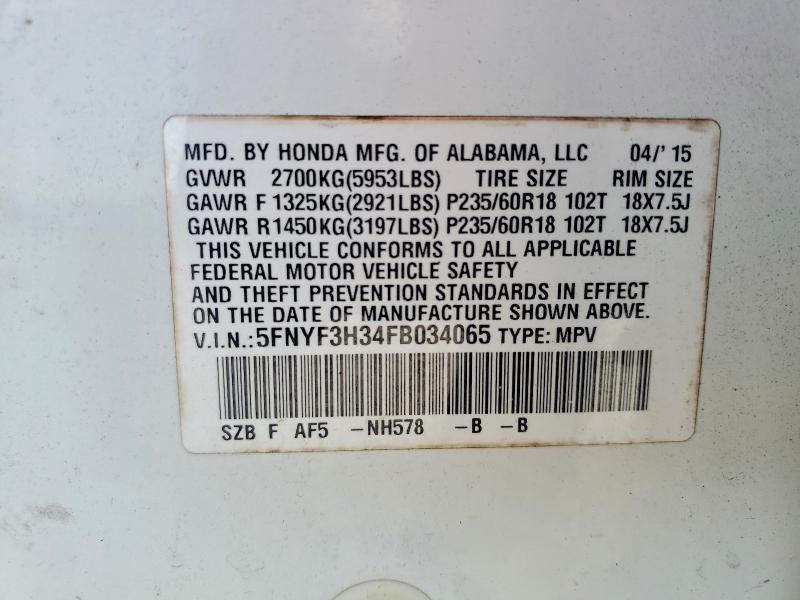 MFD. BY HONDA MFG. OF ALABAMA, LLC 04/'15
GVWR 2700KG(5953LBS) TIRE SIZE RIM SIZE
GAWR F 1325KG(2921LBS) P235/60R18 102T 18X7.5J
GAWR R 1450KG(3197LBS) P235/60R18 102T 18X7.5J
THIS VEHICLE CONFORMS TO ALL APPLICABLE
FEDERAL MOTOR VEHICLE SAFETY
AND THEFT PREVENTION STANDARDS IN EFFECT
ON THE DATE OF MANUFACTURE SHOWN ABOVE.
V.I.N.:5FNYF3H34FB034065 TYPE: MPV
SZB F AF5 -NH578 -B -B